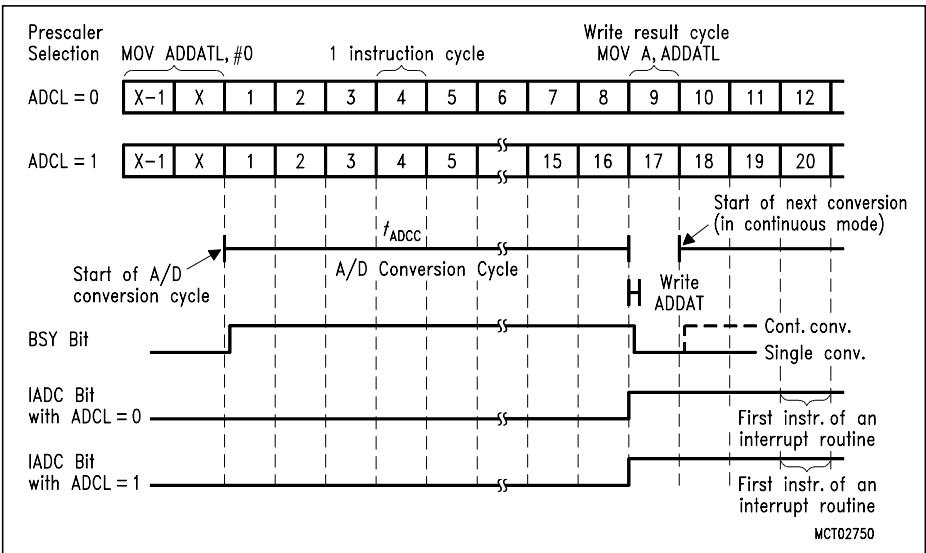 Prescaler
Selection
MOV ADDATL, #0
1 instruction cycle
Write result cycle
MOV A, ADDATL
ADCL = 0
X-1 X 1 2 3 4 5 6 7 8 9 10 11 12
ADCL = 1
X-1 X 1 2 3 4 5 15 16 17 18 19 20
Start of next conversion
(in continuous mode)
tADCC
A/D Conversion Cycle
Start of A/D
conversion cycle
Write
ADDAT
BSY Bit
Cont. conv.
Single conv.
IADC Bit
with ADCL = 0
First instr. of an
interrupt routine
IADC Bit
with ADCL = 1
First instr. of an
interrupt routine
MCT02750